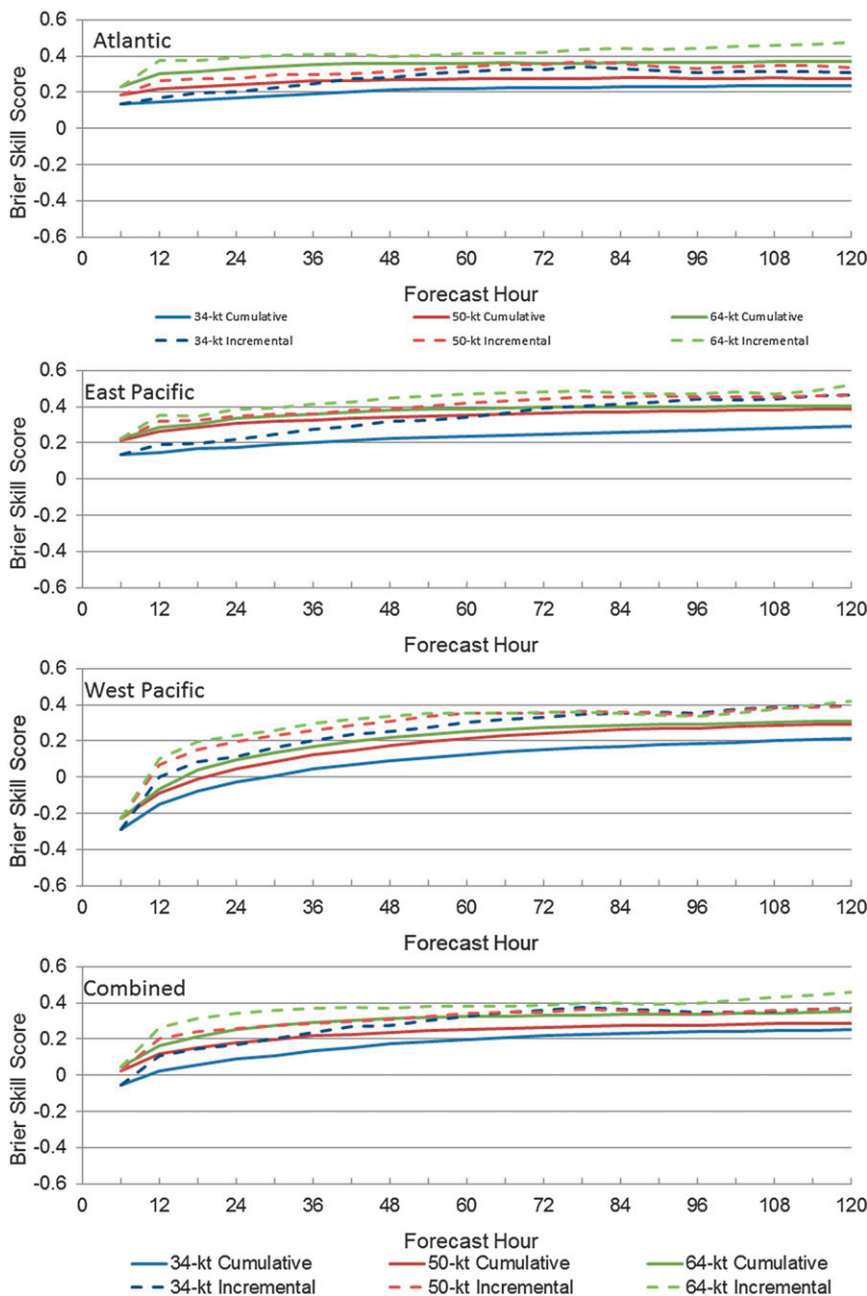 Atlantic
Brier Skill Score
0.6
0.4
0.2
0
-0.2
-0.4
-0.6
0 12 24 36 48 60 72 84 96 108 120
Forecast Hour
34-kt Cumulative 50-kt Cumulative 64-kt Cumulative
34-kt Incremental 50-kt Incremental 64-kt Incremental
East Pacific
Brier Skill Score
0.6
0.4
0.2
0
-0.2
-0.4
-0.6
0 12 24 36 48 60 72 84 96 108 120
Forecast Hour
West Pacific
Brier Skill Score
0.6
0.4
0.2
0
-0.2
-0.4
-0.6
0 12 24 36 48 60 72 84 96 108 120
Forecast Hour
Combined
Brier Skill Score
0.6
0.4
0.2
0
-0.2
-0.4
-0.6
0 12 24 36 48 60 72 84 96 108 120
Forecast Hour
34-kt Cumulative 50-kt Cumulative 64-kt Cumulative
34-kt Incremental 50-kt Incremental 64-kt Incremental